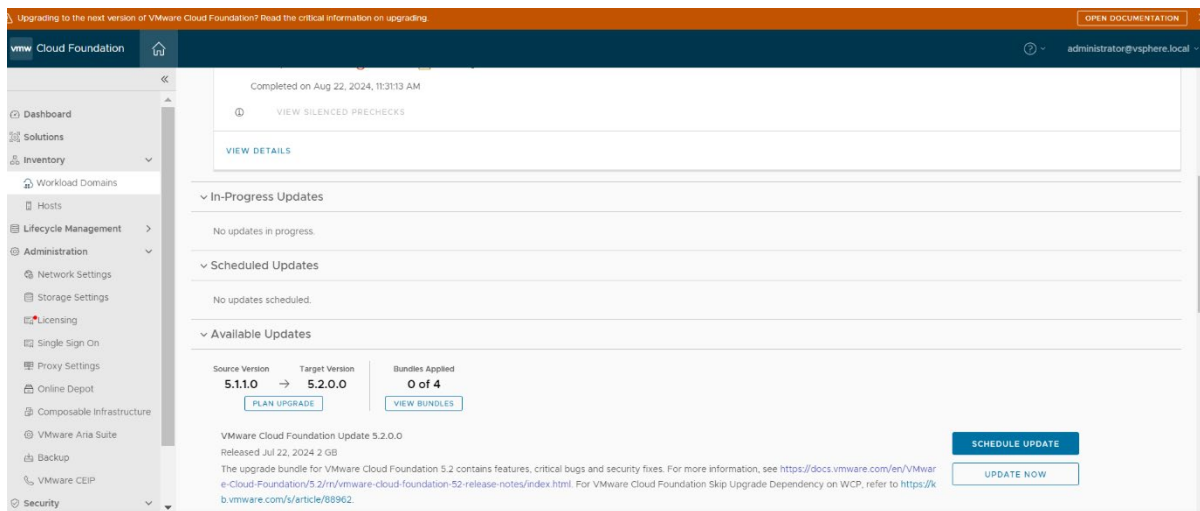 Upgrading to the next version of VMware Cloud Foundation? Read the critical information on upgrading.
OPEN DOCUMENTATION
vmw Cloud Foundation
administrator@vsphere.local
Dashboard
Solutions
Inventory
Workload Domains
Hosts
Lifecycle Management
Administration
Network Settings
Storage Settings
Licensing
Single Sign On
Proxy Settings
Online Depot
Composable Infrastructure
VMware Aria Suite
Backup
VMware CEIP
Security
Completed on Aug 22, 2024, 11:31:13 AM
VIEW SILENCED PRECHECKS
VIEW DETAILS
In-Progress Updates
No updates in progress.
Scheduled Updates
No updates scheduled.
Available Updates
Source Version Target Version Bundles Applied
5.1.1.0 → 5.2.0.0 0 of 4
PLAN UPGRADE VIEW BUNDLES
VMware Cloud Foundation Update 5.2.0.0
Released Jul 22, 2024 2 GB
The upgrade bundle for VMware Cloud Foundation 5.2 contains features, critical bugs and security fixes. For more information, see https://docs.vmware.com/en/VMwar
e-Cloud-Foundation/5.2/rn/vmware-cloud-foundation-52-release-notes/index.html. For VMware Cloud Foundation Skip Upgrade Dependency on WCP, refer to https://k
b.vmware.com/s/article/88962.
SCHEDULE UPDATE
UPDATE NOW